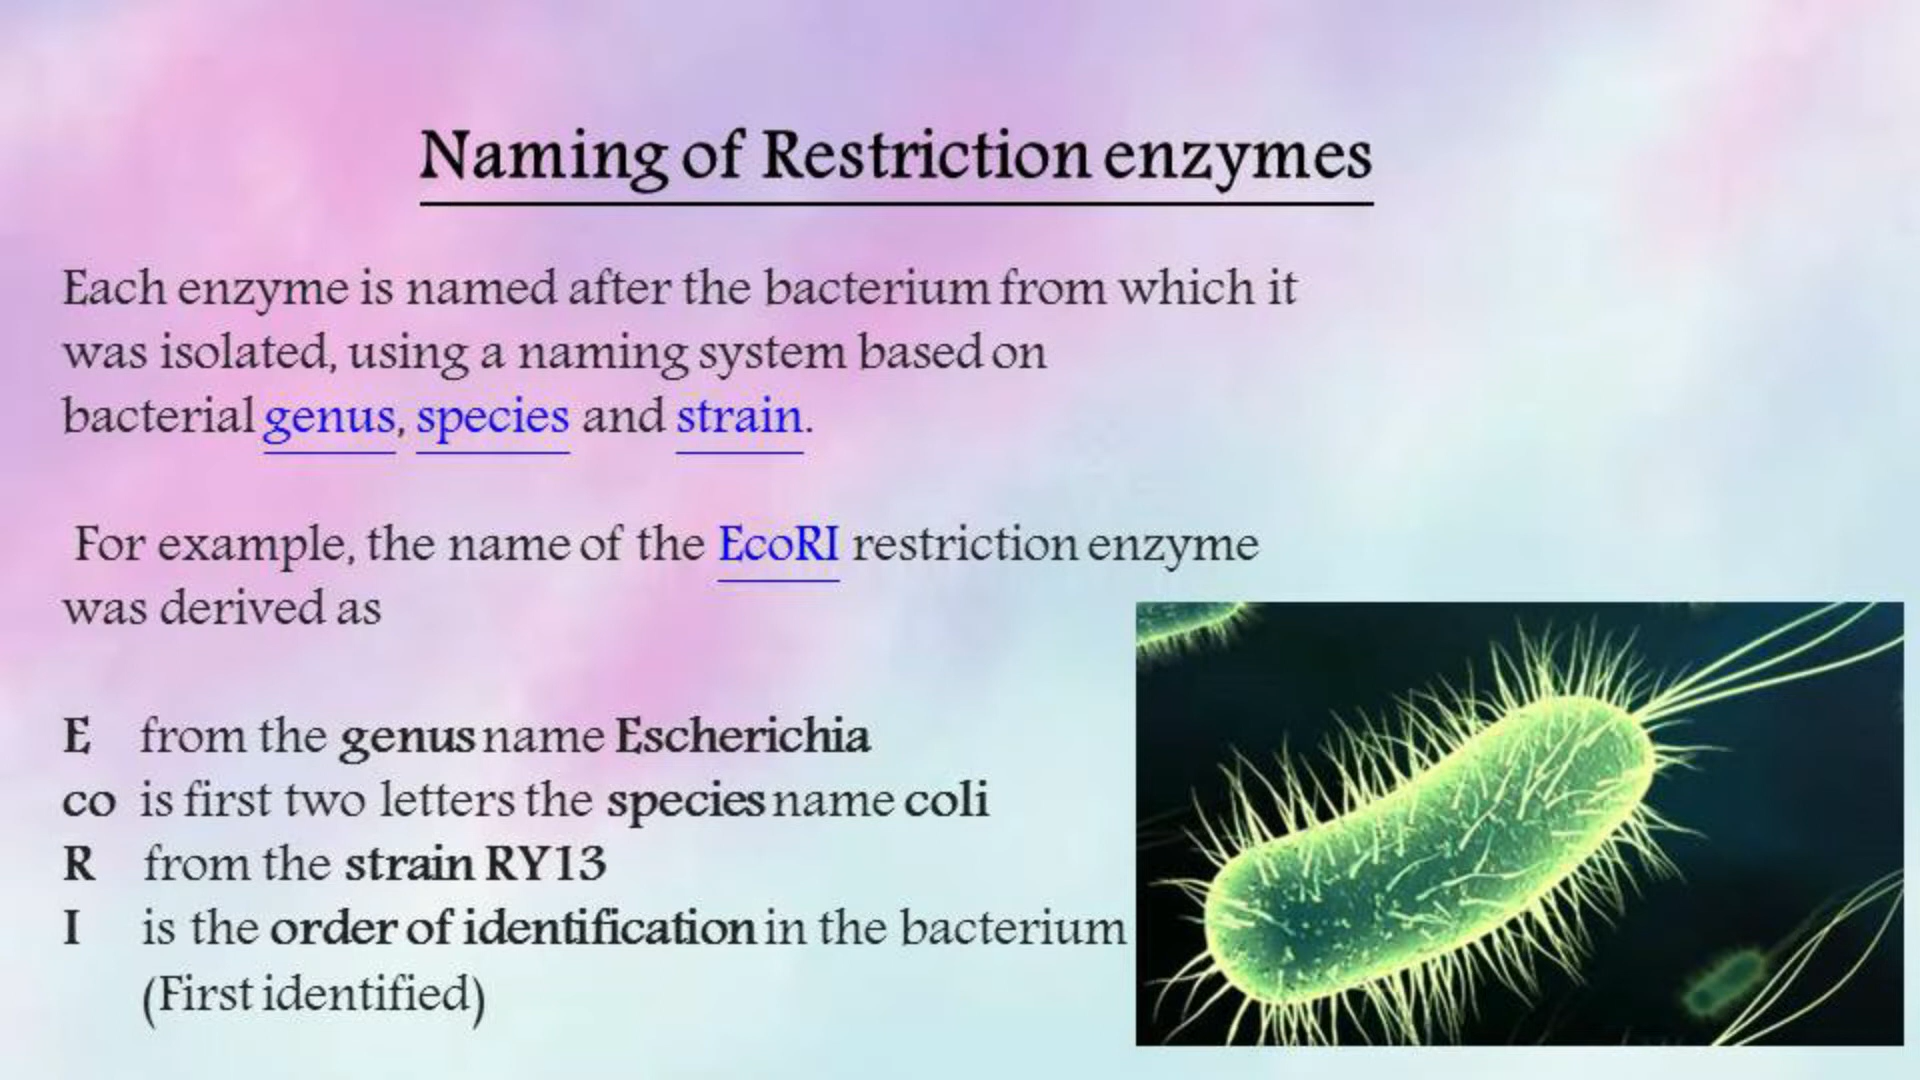 Naming of Restriction enzymes
Each enzyme is named after the bacterium from which it
was isolated, using a naming system based on
bacterial genus, species and strain.
For example, the name of the EcoRI restriction enzyme
was derived as
E from the genus name Escherichia
co is first two letters the species name coli
R from the strain RY13
I is the order of identification in the bacterium
(First identified)